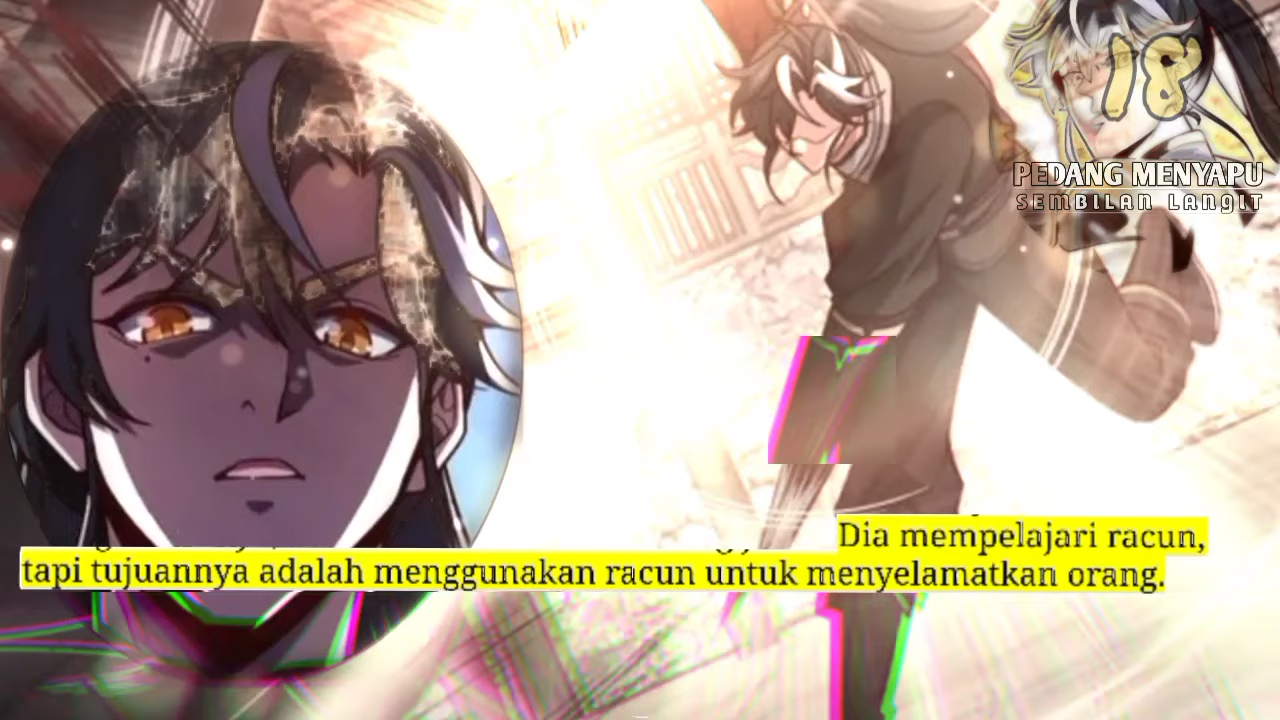 18
PEDANG MENYAPU
SEMBILAN LANGIT
Dia mempelajari racun,
tapi tujuannya adalah menggunakan racun untuk menyelamatkan orang.